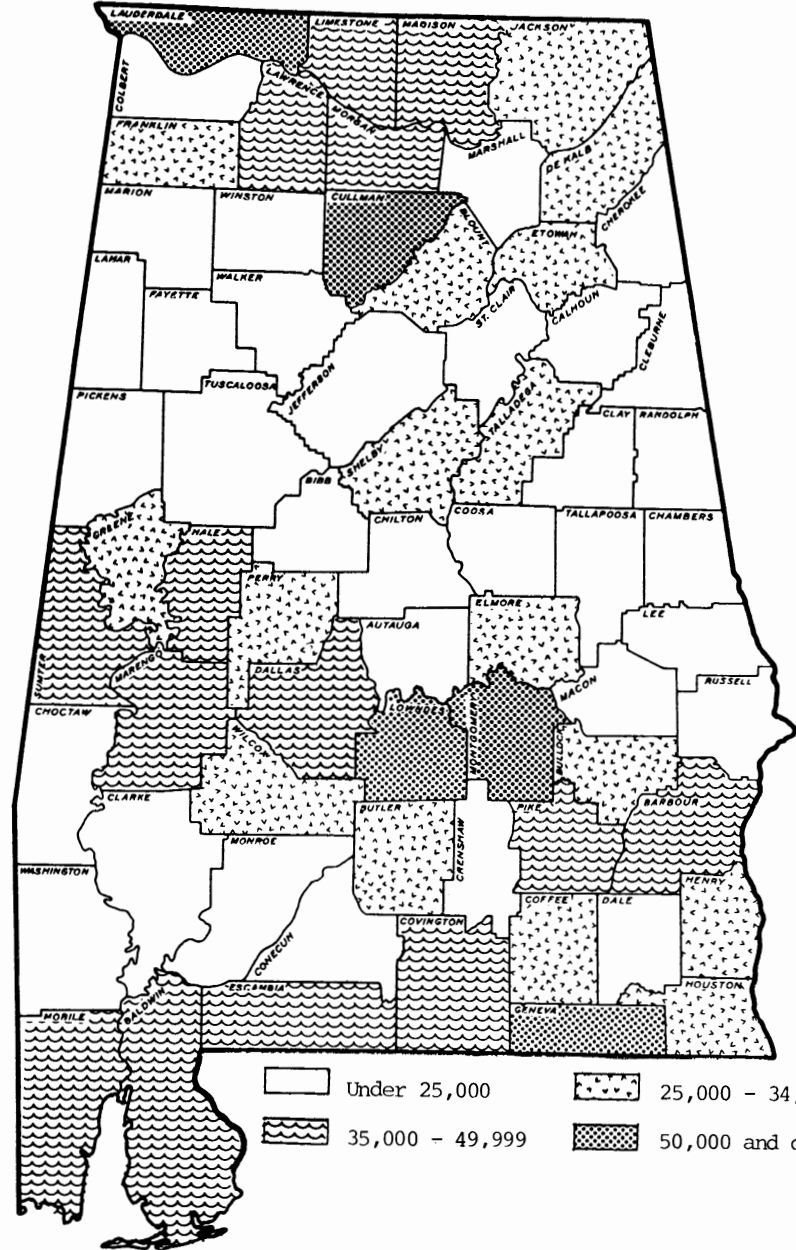 LAUDERDALE
LIMESTONE
MADISON
JACKSON
COLBERT
LAWRENCE
MORGAN
FRANKLIN
MARSHALL
DE KALB
CHEROKEE
MARION
WINSTON
CULLMAN
BLOUNT
ETOWAH
LAMAR
FAYETTE
WALKER
ST. CLAIR
CALHOUN
CLEBURNE
PICKENS
TUSCALOOSA
JEFFERSON
TALLADEGA
CLAY
RANDOLPH
SHELBY
BIBB
GREENE
HALE
CHILTON
COOSA
TALLAPOOSA
CHAMBERS
PERRY
ELMORE
LEE
AUTAUGA
SUMTER
MARENGO
DALLAS
MACON
RUSSELL
CHOCTAW
LOWNDES
MONTGOMERY
WILCOX
CLARKE
BUTLER
CRENSHAW
PIKE
BARBOUR
MONROE
WASHINGTON
HENRY
COFFEE
DALE
CONECUH
COVINGTON
ESCAMBIA
HOUSTON
GENEVA
MOBILE
BALDWIN
Under 25,000
25,000 - 34,
35,000 - 49,999
50,000 and